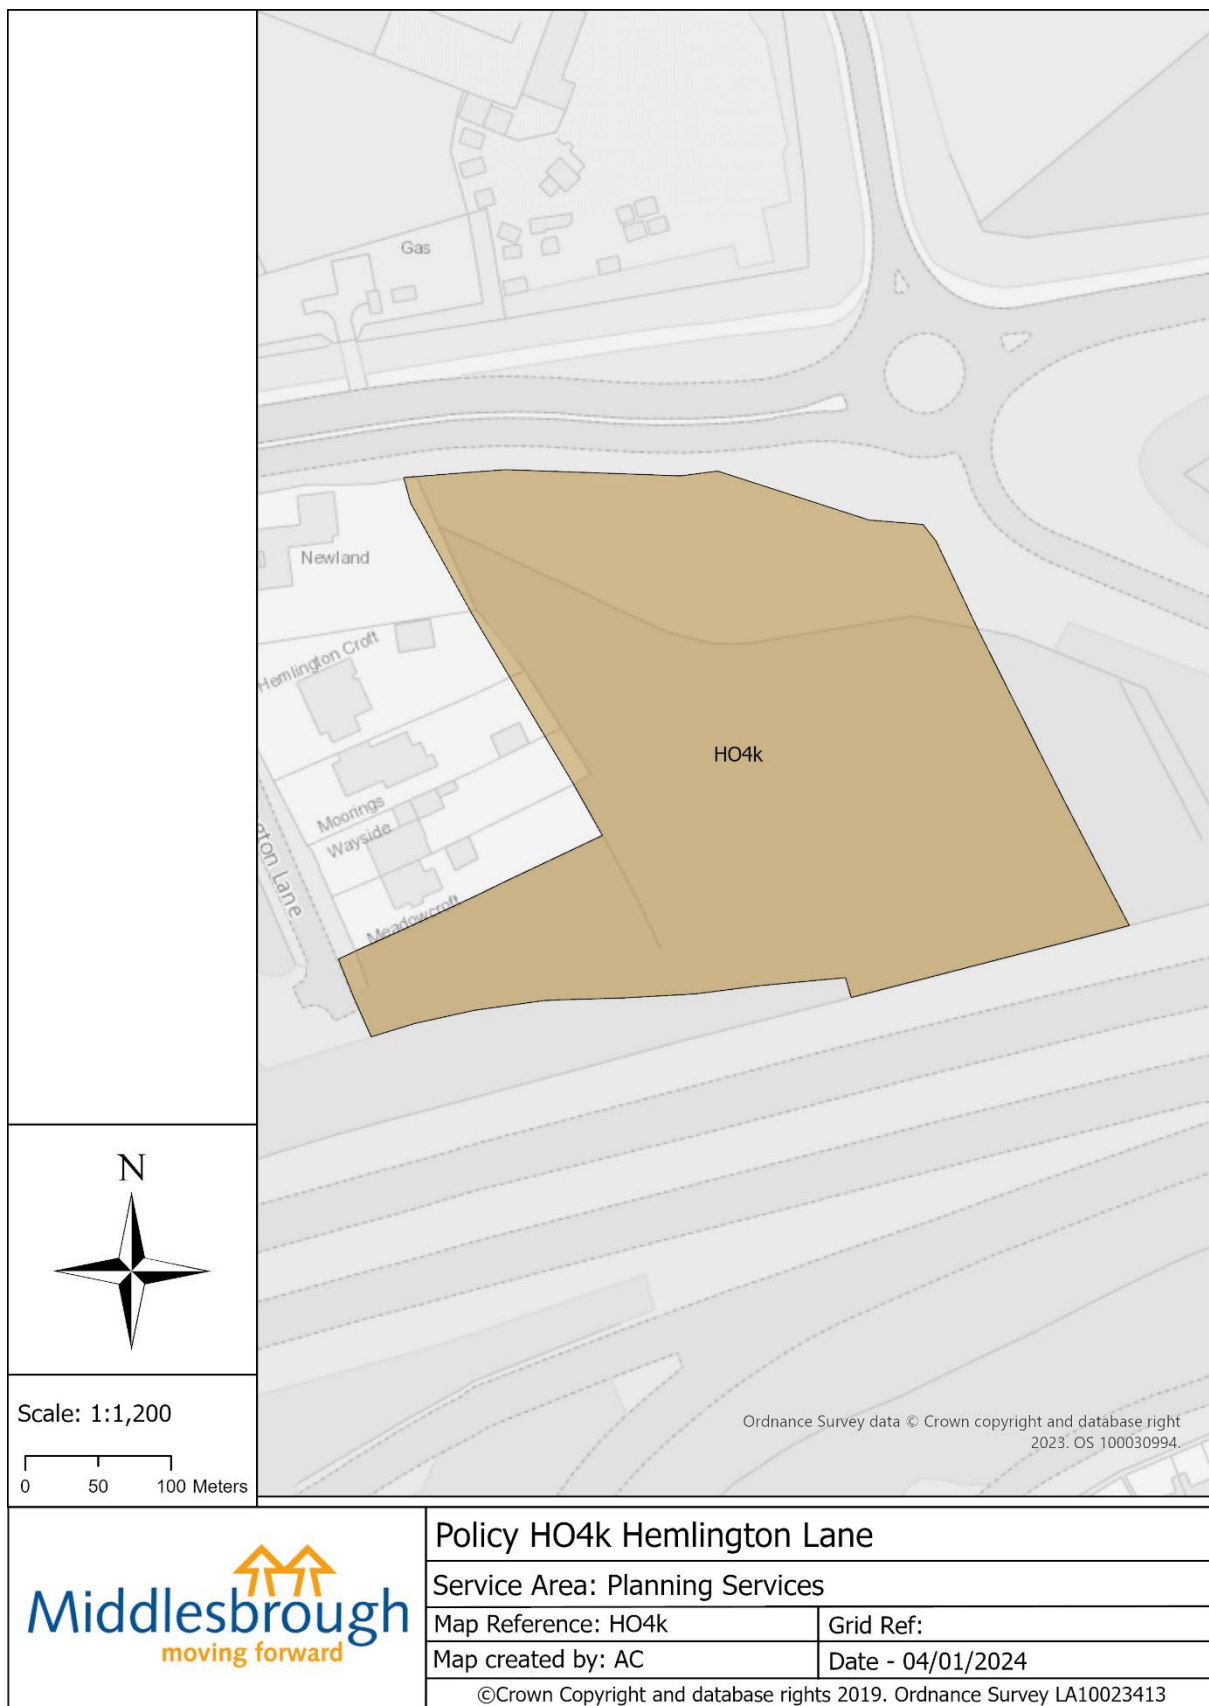 Gas
Newland
Hemlington Croft
HO4k
Moorings
Wayside
gton Lane
Meadowcroft
N
Scale: 1:1,200
0 50 100 Meters
Ordnance Survey data © Crown copyright and database right
2023. OS 100030994.
Middlesbrough
moving forward
Policy HO4k Hemlington Lane
Service Area: Planning Services
Map Reference: HO4k
Grid Ref:
Map created by: AC
Date - 04/01/2024
©Crown Copyright and database rights 2019. Ordnance Survey LA10023413